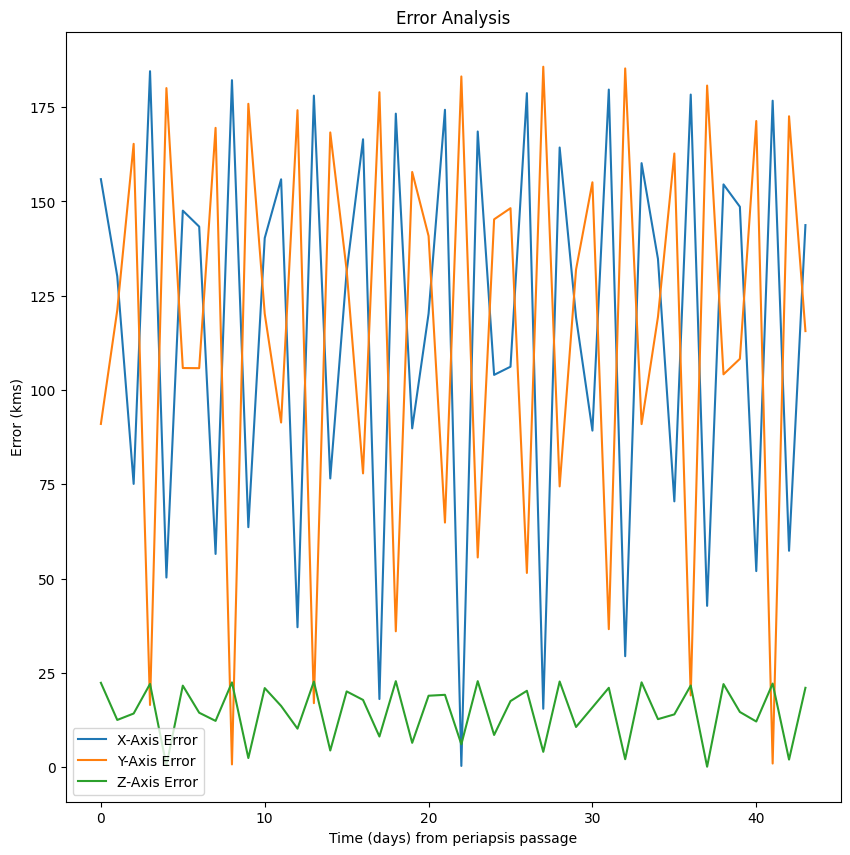 Error Analysis
175
150
125
100
75
50
25
0
Error (kms)
X-Axis Error
Y-Axis Error
Z-Axis Error
0 10 20 30 40
Time (days) from periapsis passage